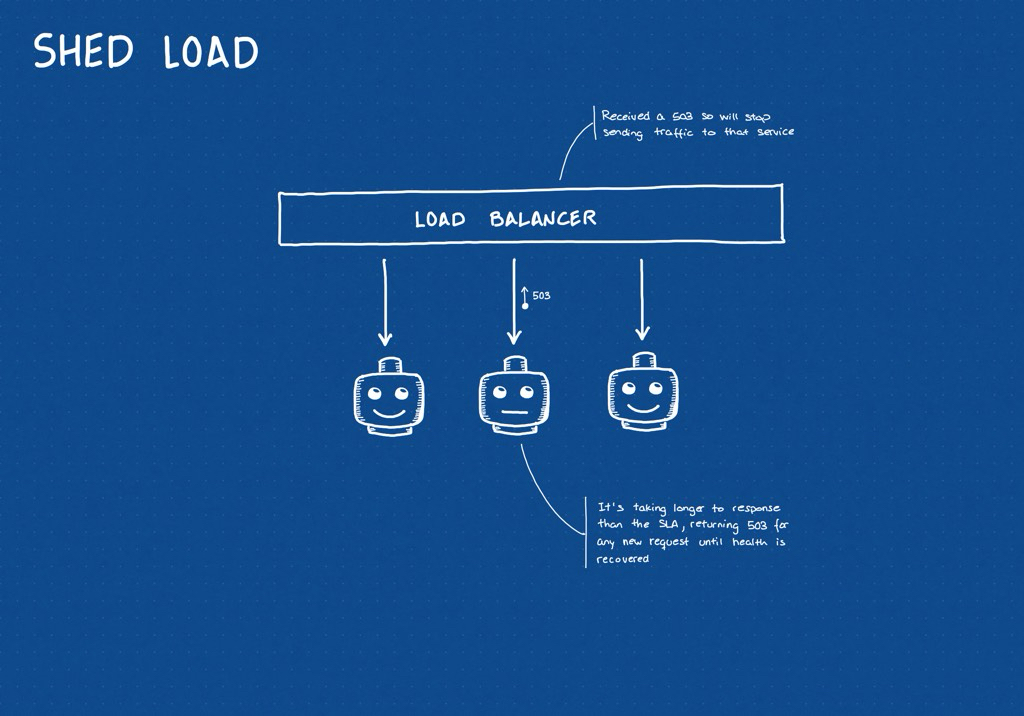 SHED LOAD
Received a 503 so will stop
sending traffic to that service
LOAD BALANCER
503
It's taking longer to response
than the SLA, returning 503 for
any new request until health is
recovered